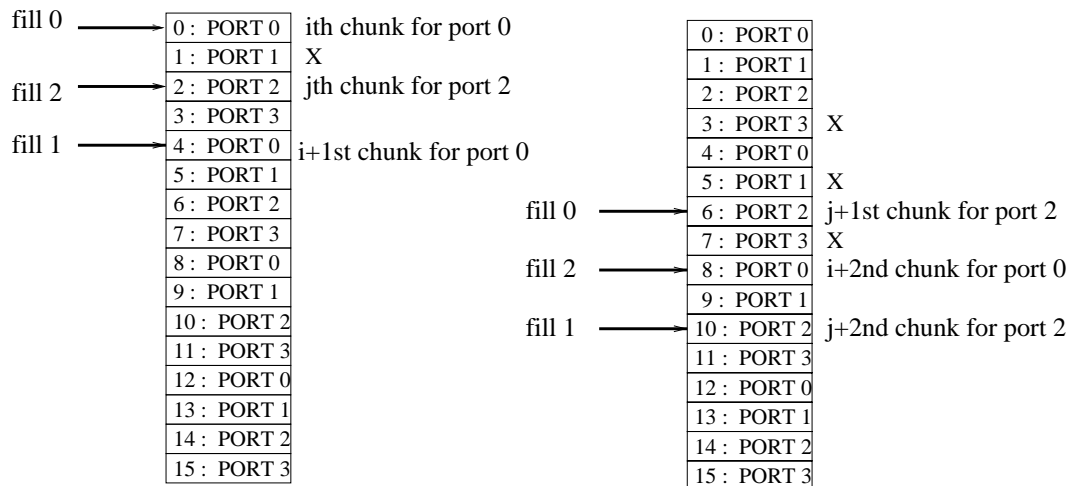 fill 0
0 : PORT 0 ith chunk for port 0
1 : PORT 1 X
fill 2
2 : PORT 2 jth chunk for port 2
3 : PORT 3
fill 1
4 : PORT 0 i+1st chunk for port 0
5 : PORT 1
6 : PORT 2
7 : PORT 3
8 : PORT 0
9 : PORT 1
10 : PORT 2
11 : PORT 3
12 : PORT 0
13 : PORT 1
14 : PORT 2
15 : PORT 3
0 : PORT 0
1 : PORT 1
2 : PORT 2
3 : PORT 3 X
4 : PORT 0
5 : PORT 1 X
fill 0
6 : PORT 2 j+1st chunk for port 2
7 : PORT 3 X
fill 2
8 : PORT 0 i+2nd chunk for port 0
9 : PORT 1
fill 1
10 : PORT 2 j+2nd chunk for port 2
11 : PORT 3
12 : PORT 0
13 : PORT 1
14 : PORT 2
15 : PORT 3